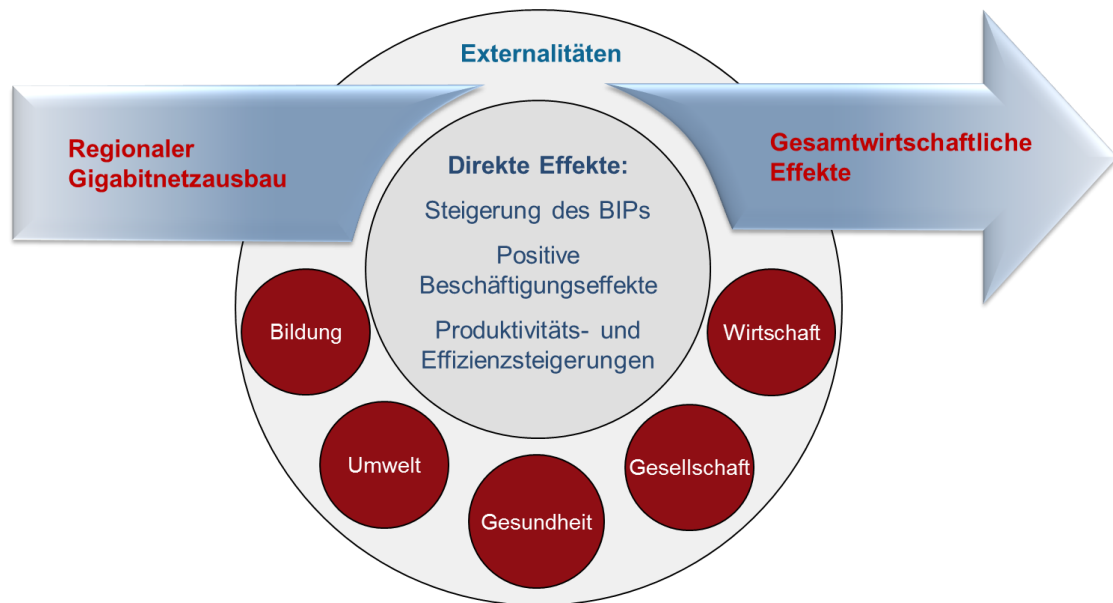 Externalitäten
Regionaler
Gigabitnetzausbau
Direkte Effekte:
Steigerung des BIPs
Positive
Beschäftigungseffekte
Produktivitäts- und
Effizienzsteigerungen
Gesamtwirtschaftliche
Effekte
Bildung
Umwelt
Gesundheit
Gesellschaft
Wirtschaft